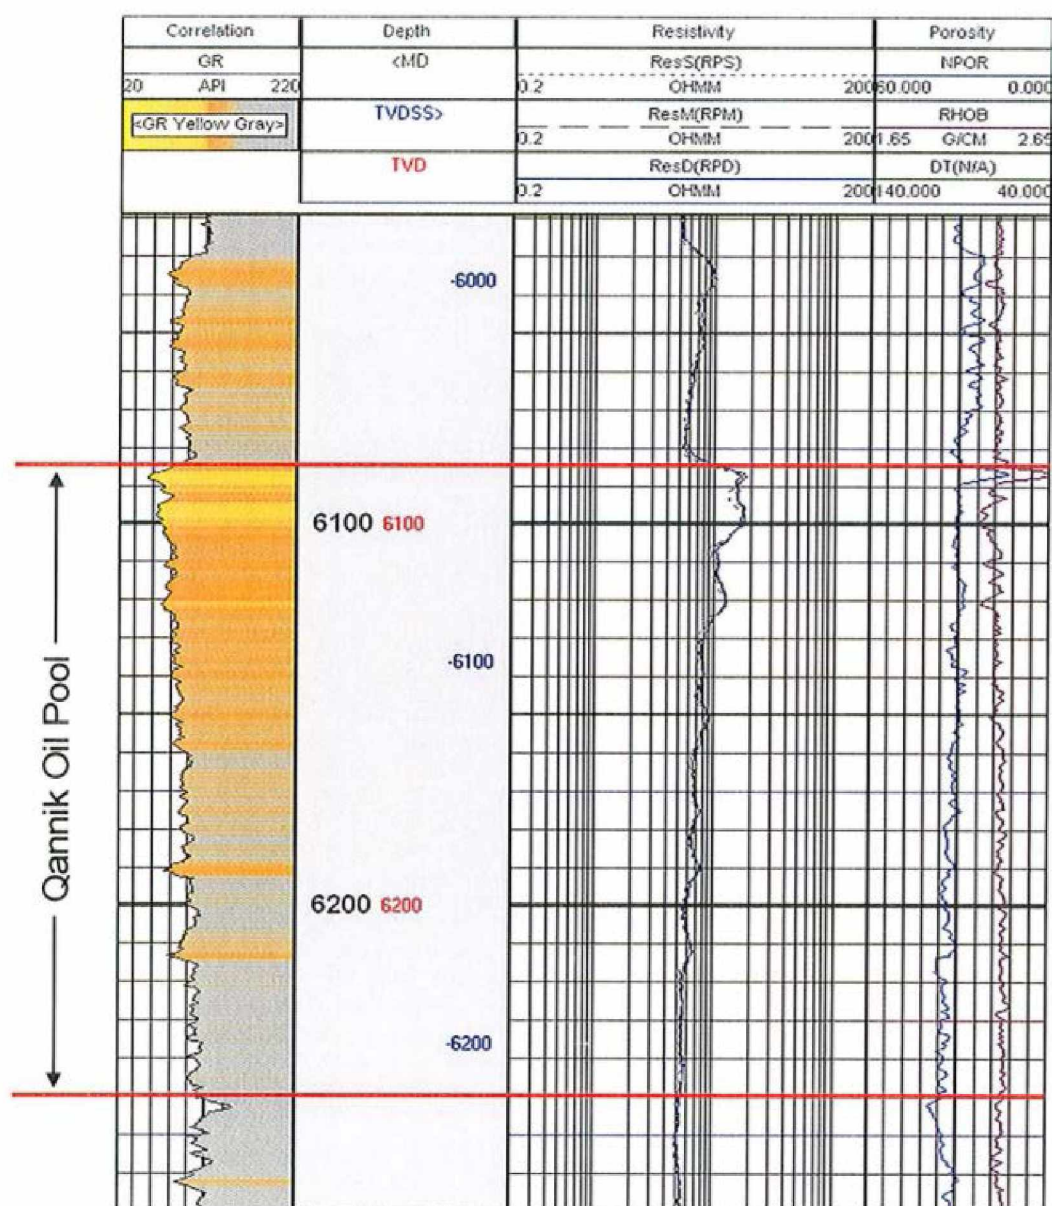 Correlation Depth Resistivity Porosity
GR <MD ResS(RPS) NPOR
20 API 220 0.2 OHMM 200 60.000 0.000
<GR Yellow Gray> TVDSS> ResM(RPM) RHOB
0.2 OHMM 200 1.65 G/CM 2.65
TVD ResD(RPD) DT(N/A)
0.2 OHMM 200 140.000 40.000
-6000
6100 6100
-6100
6200 6200
-6200
Qannik Oil Pool